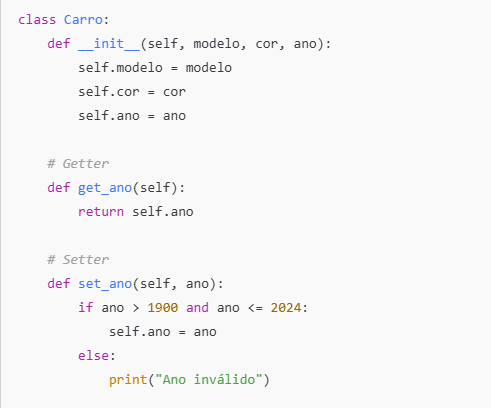 class Carro:
    def __init__(self, modelo, cor, ano):
        self.modelo = modelo
        self.cor = cor
        self.ano = ano

    # Getter
    def get_ano(self):
        return self.ano

    # Setter
    def set_ano(self, ano):
        if ano > 1900 and ano <= 2024:
            self.ano = ano
        else:
            print("Ano inválido")